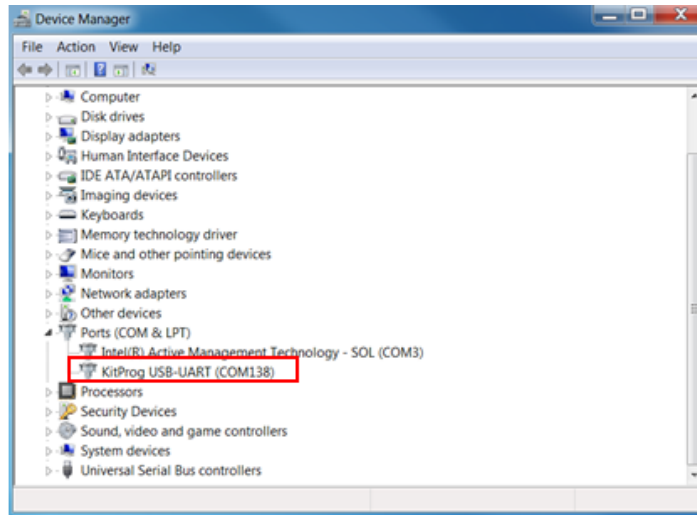 Device Manager
File Action View Help
Computer
Disk drives
Display adapters
Human Interface Devices
IDE ATA/ATAPI controllers
Imaging devices
Keyboards
Memory technology driver
Mice and other pointing devices
Monitors
Network adapters
Other devices
Ports (COM & LPT)
Intel(R) Active Management Technology - SOL (COM3)
KitProg USB-UART (COM138)
Processors
Security Devices
Sound, video and game controllers
System devices
Universal Serial Bus controllers